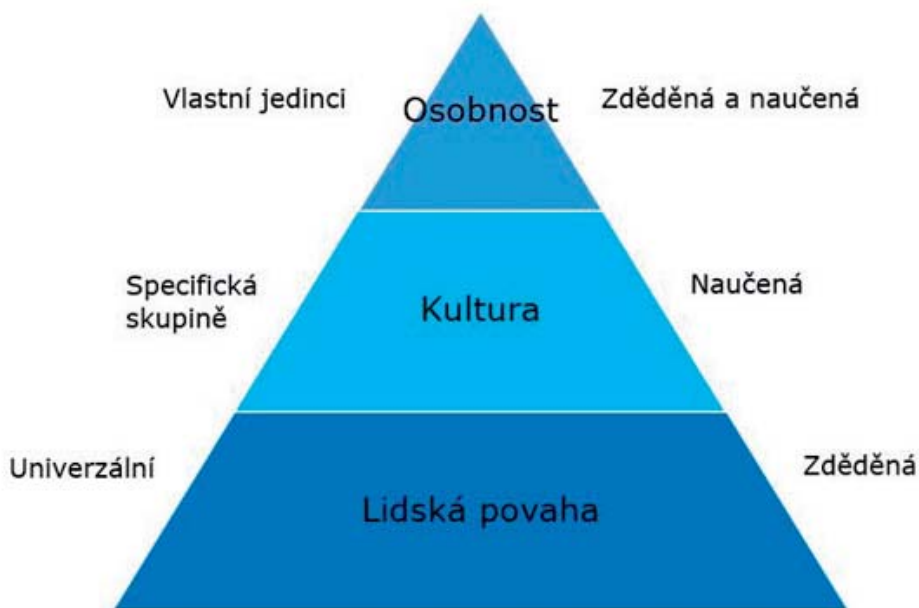 Vlastní jedinci
Osobnost
Zděděná a naučená
Specifická
skupině
Kultura
Naučená
Univerzální
Lidská povaha
Zděděná